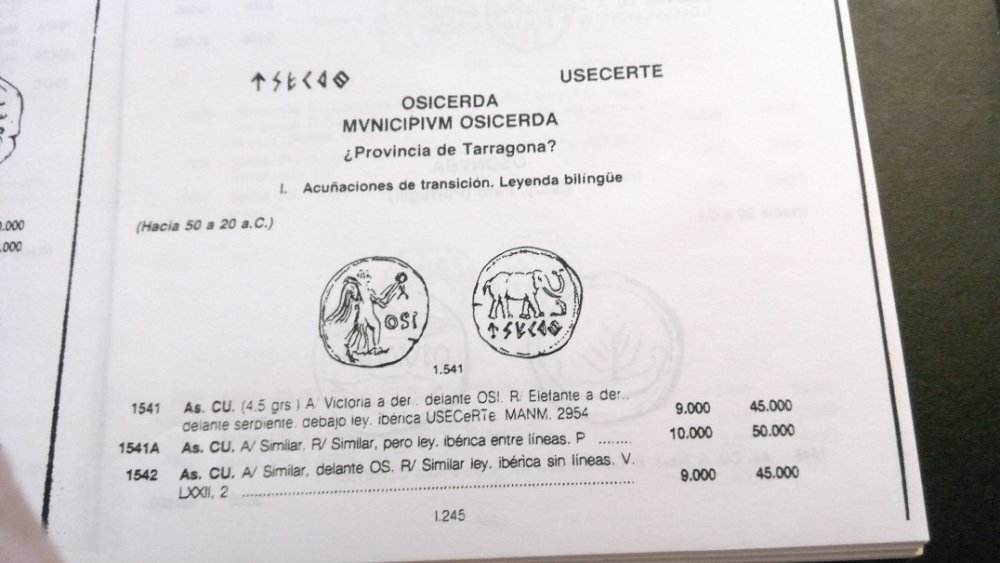 USECERTE
OSICERDA
MVNICIPIVM OSICERDA
¿Provincia de Tarragona?
I. Acuñaciones de transición. Leyenda bilingüe
(Hacia 50 a 20 a.C.)
OSI
1.541
1541 As. CU. (4.5 grs.) A/ Victoria a der., delante OSI. R/ Elefante a der.,
delante serpiente, debajo ley. ibérica USECeRTe. MANM. 2954 9.000 45.000
1541A As. CU. A/ Similar. R/ Similar, pero ley. ibérica entre líneas. P ........ 10.000 50.000
1542 As. CU. A/ Similar, delante OS. R/ Similar ley. ibérica sin líneas. V.
LXXII, 2 ........ 9.000 45.000
I.245
.000
.000